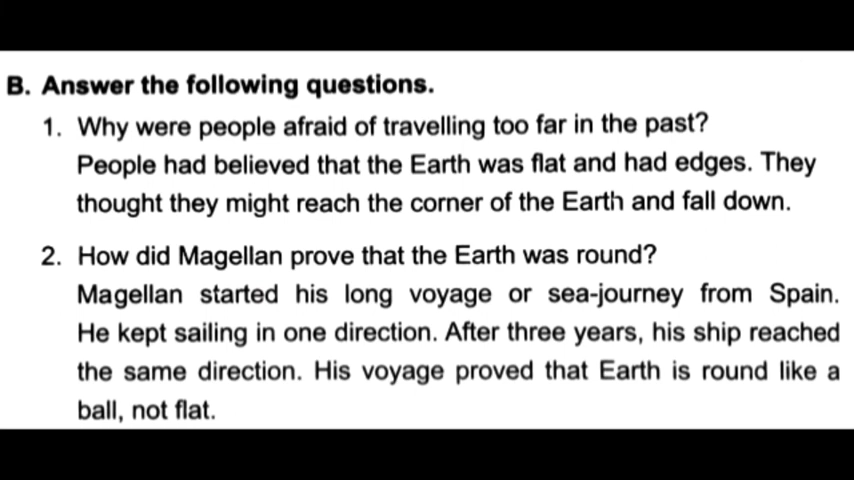 B. Answer the following questions.
1. Why were people afraid of travelling too far in the past?
People had believed that the Earth was flat and had edges. They
thought they might reach the corner of the Earth and fall down.
2. How did Magellan prove that the Earth was round?
Magellan started his long voyage or sea-journey from Spain.
He kept sailing in one direction. After three years, his ship reached
the same direction. His voyage proved that Earth is round like a
ball, not flat.